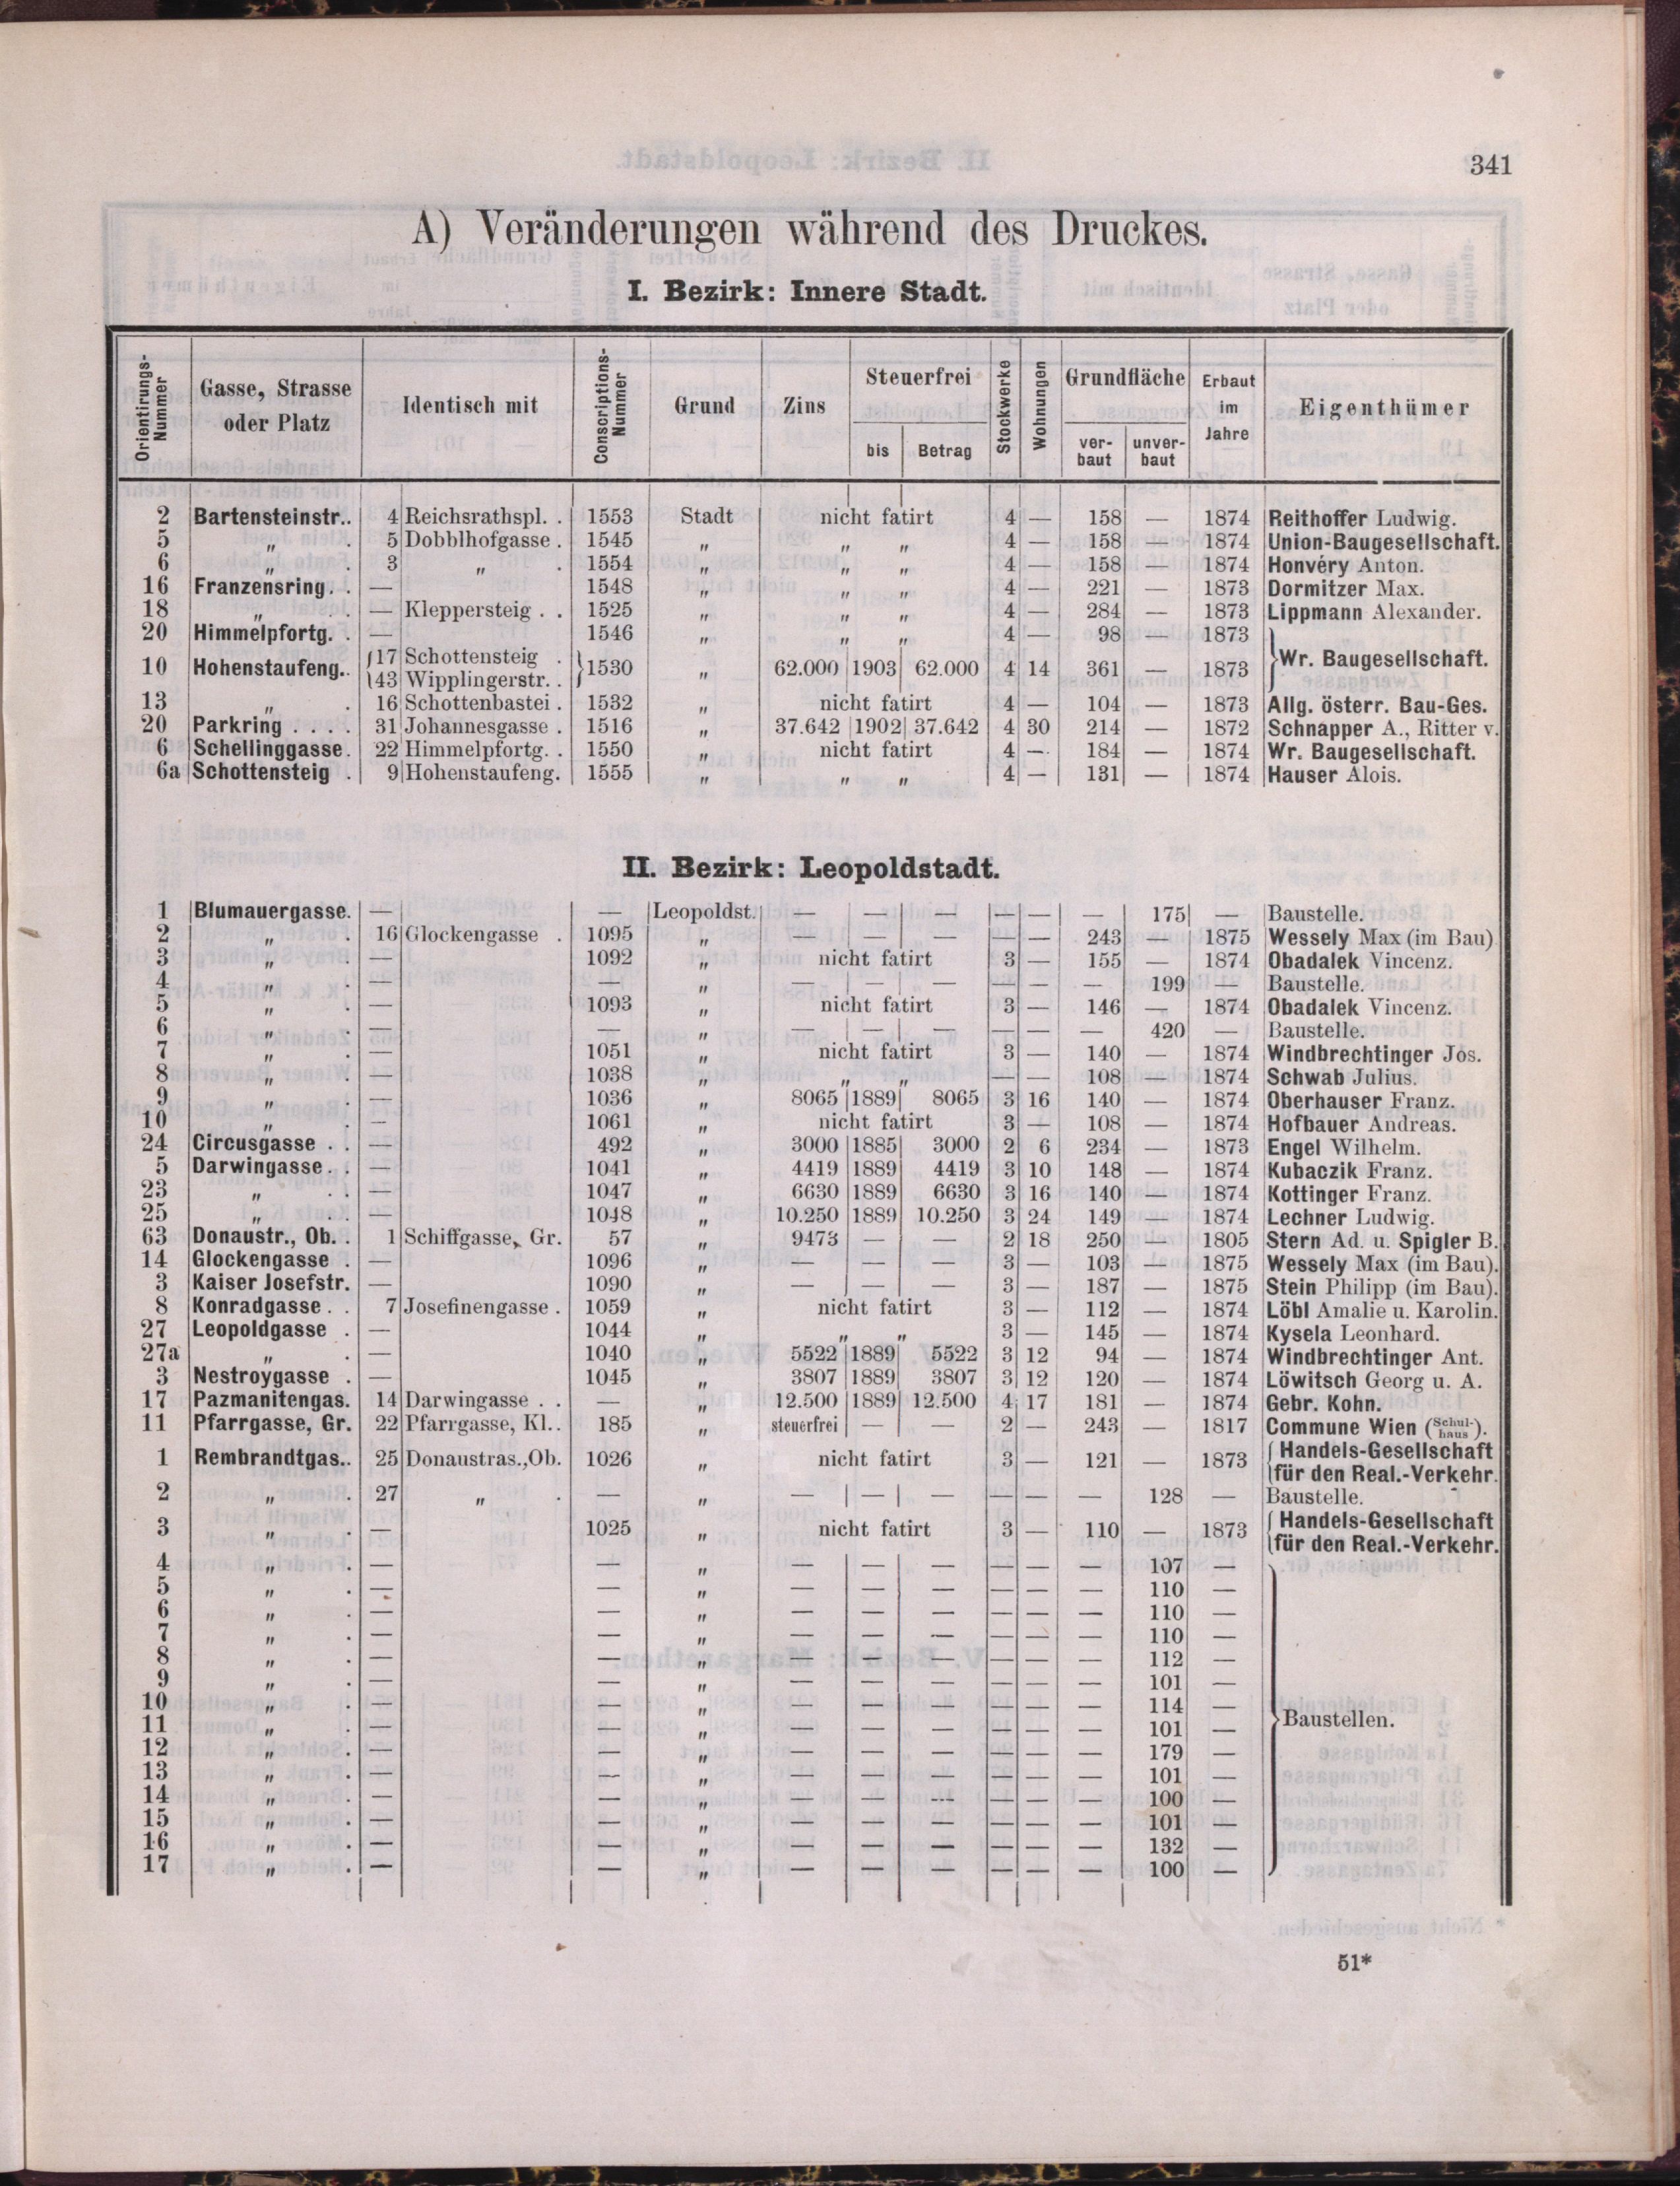 341
A) Veränderungen während des Druckes.
I. Bezirk: Innere Stadt.
Orientirungs-Nummer | Gasse, Strasse oder Platz | Identisch mit | Conscriptions-Nummer | Grund | Zins | Steuerfrei bis | Betrag | Stockwerke | Wohnungen | Grundfläche ver-baut | unver-baut | Erbaut im Jahre | Eigenthümer
2 Bartensteinstr.. 4 Reichsrathspl. . 1553 Stadt nicht fatirt 4 — 158 — 1874 Reithoffer Ludwig.
5 „ . 5 Dobblhofgasse . 1545 „ „ „ 4 — 158 — 1874 Union-Baugesellschaft.
6 „ . 3 „ . 1554 „ „ „ 4 — 158 — 1874 Honvéry Anton.
16 Franzensring. . — 1548 „ „ „ 4 — 221 — 1873 Dormitzer Max.
18 „ . — Kleppersteig . . 1525 „ „ „ 4 — 284 — 1873 Lippmann Alexander.
20 Himmelpfortg. . — 1546 „ „ „ 4 — 98 — 1873
10 Hohenstaufeng.. {17 Schottensteig . 43 Wipplingerstr. . } 1530 „ 62.000 1903 62.000 4 14 361 — 1873 } Wr. Baugesellschaft.
13 „ . 16 Schottenbastei . 1532 „ nicht fatirt 4 — 104 — 1873 Allg. österr. Bau-Ges.
20 Parkring . . . . 31 Johannesgasse . 1516 „ 37.642 1902 37.642 4 30 214 — 1872 Schnapper A., Ritter v.
6 Schellinggasse. 22 Himmelpfortg. . 1550 „ nicht fatirt 4 — 184 — 1874 Wr. Baugesellschaft.
6a Schottensteig . 9 Hohenstaufeng. 1555 „ „ „ 4 — 131 — 1874 Hauser Alois.
II. Bezirk: Leopoldstadt.
1 Blumauergasse. — — Leopoldst. — — — — — — 175 — Baustelle.
2 „ . 16 Glockengasse . 1095 „ — — — — — 243 — 1875 Wessely Max (im Bau)
3 „ . — 1092 „ nicht fatirt 3 — 155 — 1874 Obadalek Vincenz.
4 „ . — — „ — — — — — — 199 — Baustelle.
5 „ . — 1093 „ nicht fatirt 3 — 146 — 1874 Obadalek Vincenz.
6 „ . — — „ — — — — — — 420 — Baustelle.
7 „ . — 1051 „ nicht fatirt 3 — 140 — 1874 Windbrechtinger Jos.
8 „ . — 1038 „ „ „ — — 108 — 1874 Schwab Julius.
9 „ . — 1036 „ 8065 1889 8065 3 16 140 — 1874 Oberhauser Franz.
10 „ . — 1061 „ nicht fatirt 3 — 108 — 1874 Hofbauer Andreas.
24 Circusgasse . . — 492 „ 3000 1885 3000 2 6 234 — 1873 Engel Wilhelm.
5 Darwingasse. . — 1041 „ 4419 1889 4419 3 10 148 — 1874 Kubaczik Franz.
23 „ . . — 1047 „ 6630 1889 6630 3 16 140 — 1874 Kottinger Franz.
25 „ . . — 1048 „ 10.250 1889 10.250 3 24 149 — 1874 Lechner Ludwig.
63 Donaustr., Ob. . 1 Schiffgasse, Gr. 57 „ 9473 — — 2 18 250 — 1805 Stern Ad. u. Spigler B.
14 Glockengasse . — 1096 „ — — — 3 — 103 — 1875 Wessely Max (im Bau).
3 Kaiser Josefstr. — 1090 „ — — — 3 — 187 — 1875 Stein Philipp (im Bau).
8 Konradgasse . . 7 Josefinengasse . 1059 „ nicht fatirt 3 — 112 — 1874 Löbl Amalie u. Karolin.
27 Leopoldgasse . — 1044 „ „ „ 3 — 145 — 1874 Kysela Leonhard.
27a „ . — 1040 „ 5522 1889 5522 3 12 94 — 1874 Windbrechtinger Ant.
3 Nestroygasse . — 1045 „ 3807 1889 3807 3 12 120 — 1874 Löwitsch Georg u. A.
17 Pazmanitengas. 14 Darwingasse . . — „ 12.500 1889 12.500 4 17 181 — 1874 Gebr. Kohn.
11 Pfarrgasse, Gr. 22 Pfarrgasse, Kl.. 185 „ steuerfrei — — 2 — 243 — 1817 Commune Wien (Schul-haus).
1 Rembrandtgas.. 25 Donaustras.,Ob. 1026 „ nicht fatirt 3 — 121 — 1873 { Handels-Gesellschaft für den Real.-Verkehr.
2 „ . 27 „ . — „ — — — — — — 128 — Baustelle.
3 „ . — 1025 „ nicht fatirt 3 — 110 — 1873 { Handels-Gesellschaft für den Real.-Verkehr.
4 „ . — — „ — — — — — — 107 —
5 „ . — — „ — — — — — — 110 —
6 „ . — — „ — — — — — — 110 —
7 „ . — — „ — — — — — — 110 —
8 „ . — — „ — — — — — — 112 —
9 „ . — — „ — — — — — — 101 —
10 „ . — — „ — — — — — — 114 —
11 „ . — — „ — — — — — — 101 — } Baustellen.
12 „ . — — „ — — — — — — 179 —
13 „ . — — „ — — — — — — 101 —
14 „ . — — „ — — — — — — 100 —
15 „ . — — „ — — — — — — 101 —
16 „ . — — „ — — — — — — 132 —
17 „ . — — „ — — — — — — 100 —
51*